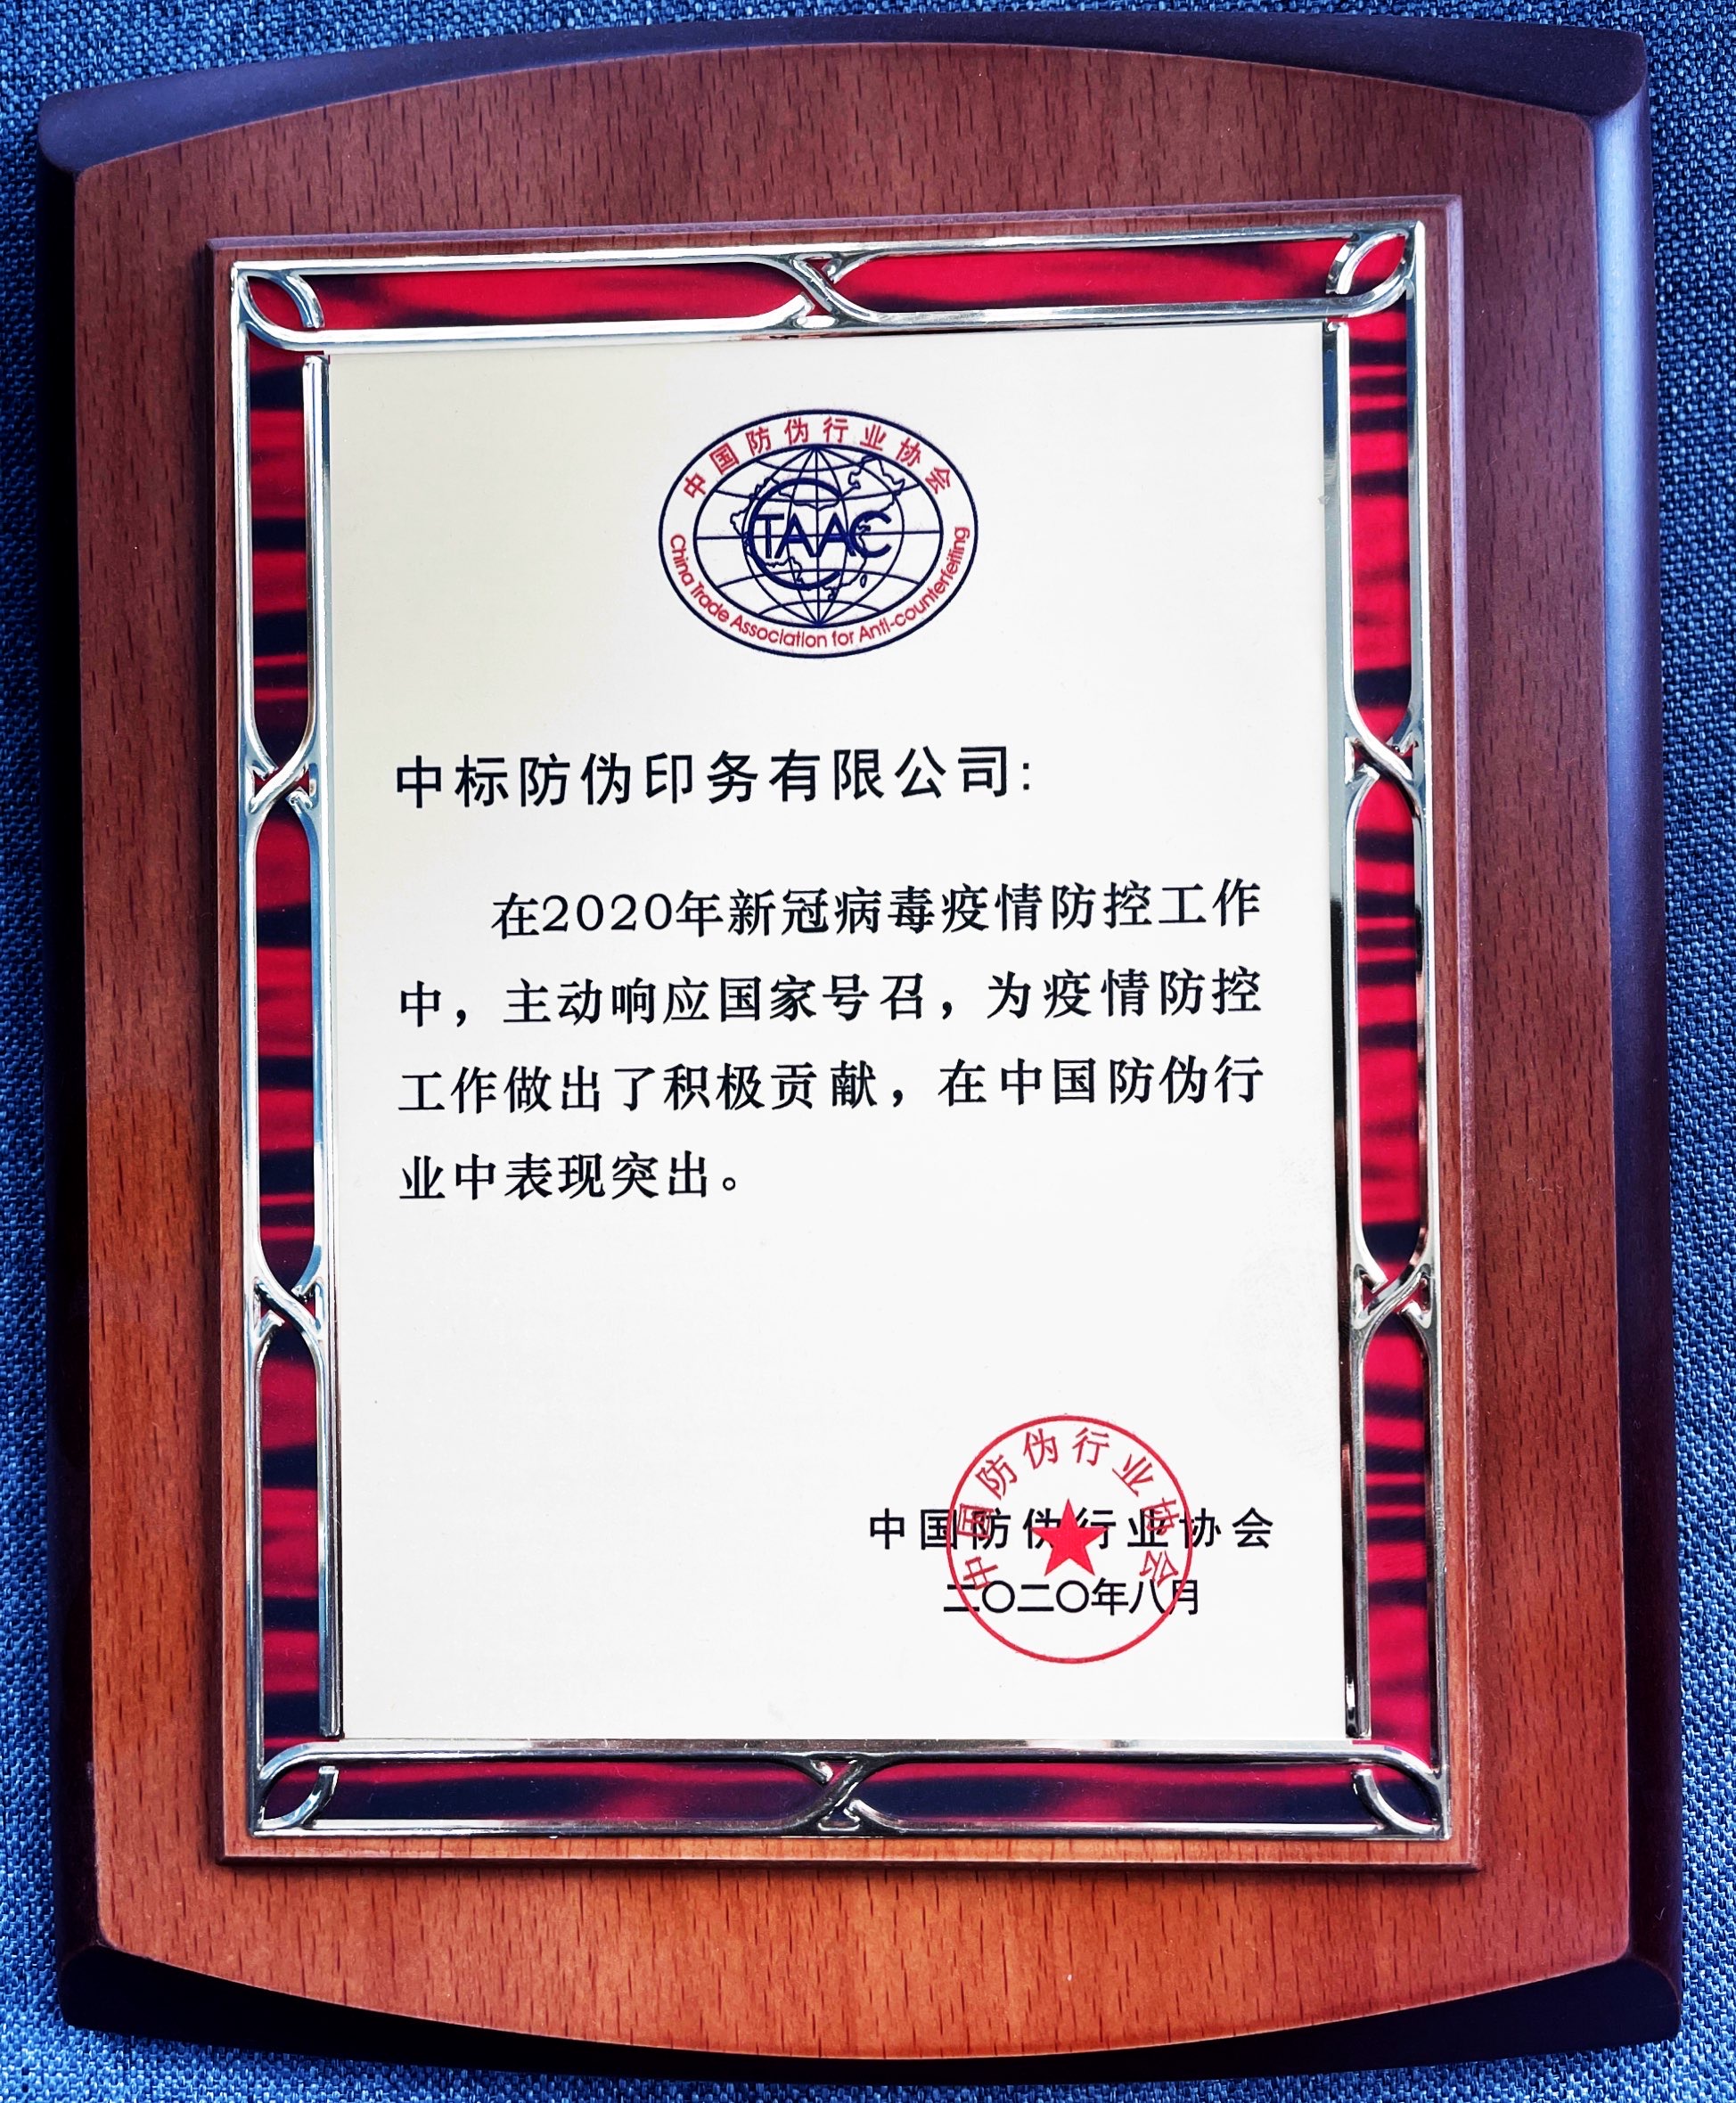 中国防伪行业协会
CTAAC
China Trade Association for Anti-counterfeiting
中标防伪印务有限公司:
在2020年新冠病毒疫情防控工作
中，主动响应国家号召，为疫情防控
工作做出了积极贡献，在中国防伪行
业中表现突出。
中国防伪行业协会
中国防伪行业协会
二〇二〇年八月